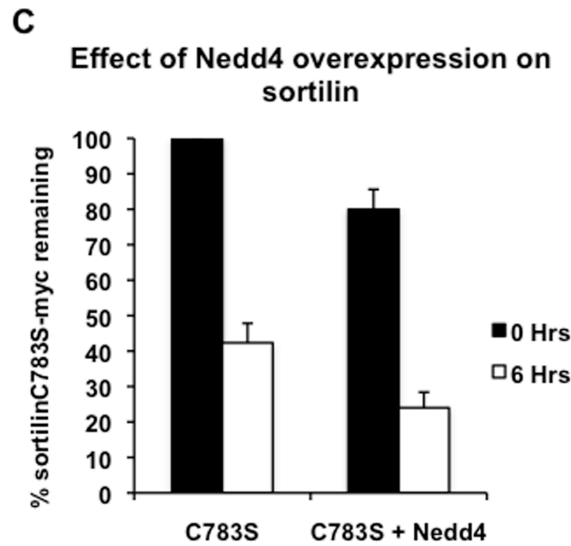 C
Effect of Nedd4 overexpression on
sortilin
% sortilinC783S-myc remaining
100
90
80
70
60
50
40
30
20
10
0
0 Hrs
6 Hrs
C783S
C783S + Nedd4